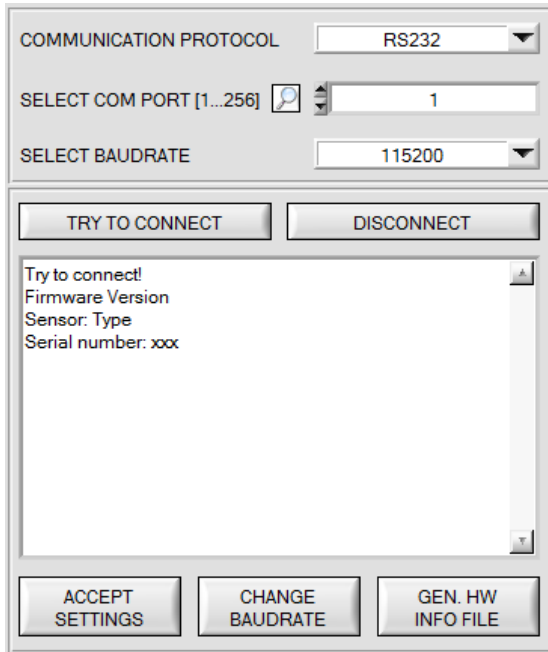 COMMUNICATION PROTOCOL RS232
SELECT COM PORT [1...256] 1
SELECT BAUDRATE 115200
TRY TO CONNECT DISCONNECT
Try to connect!
Firmware Version
Sensor: Type
Serial number: xxx
ACCEPT SETTINGS CHANGE BAUDRATE GEN. HW INFO FILE